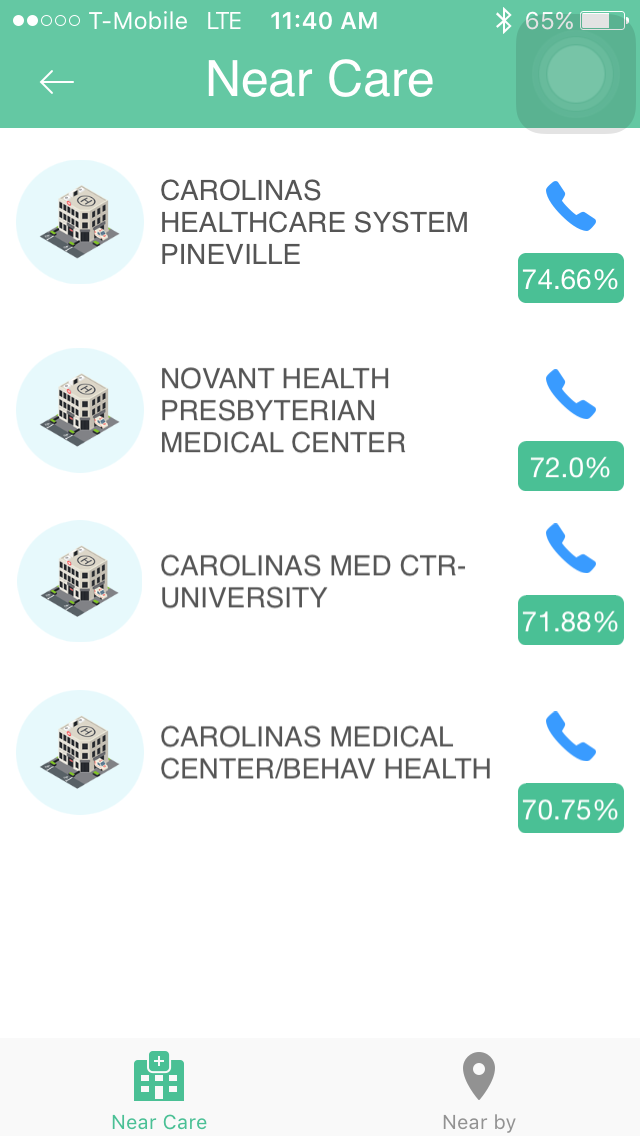 T-Mobile LTE 11:40 AM 65%
Near Care
CAROLINAS
HEALTHCARE SYSTEM
PINEVILLE
74.66%
NOVANT HEALTH
PRESBYTERIAN
MEDICAL CENTER
72.0%
CAROLINAS MED CTR-
UNIVERSITY
71.88%
CAROLINAS MEDICAL
CENTER/BEHAV HEALTH
70.75%
Near Care
Near by